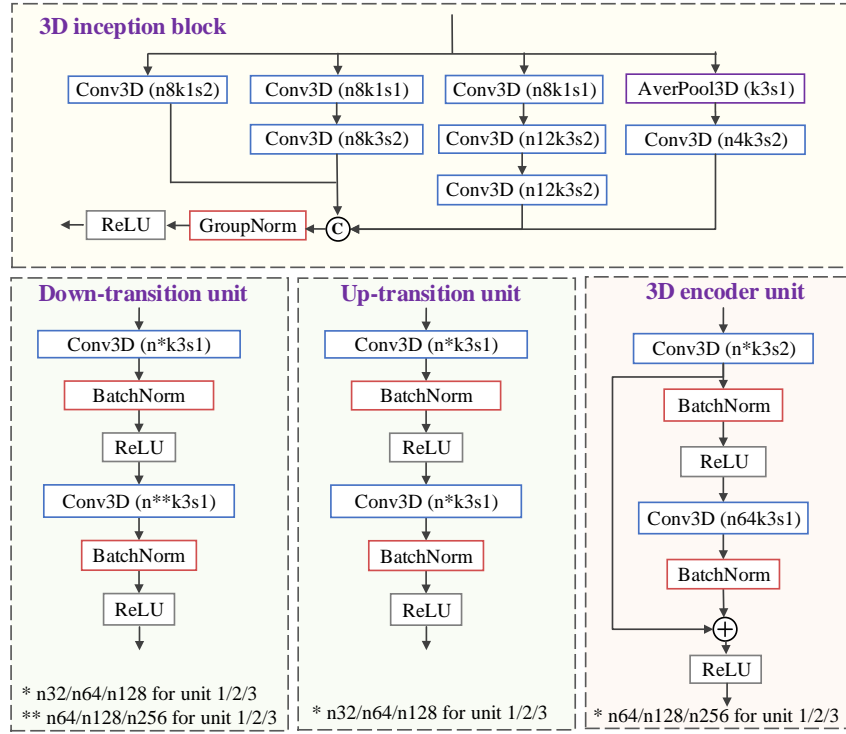 3D inception block
Conv3D (n8k1s2)
Conv3D (n8k1s1)
Conv3D (n8k1s1)
AverPool3D (k3s1)
Conv3D (n8k3s2)
Conv3D (n12k3s2)
Conv3D (n4k3s2)
Conv3D (n12k3s2)
ReLU
GroupNorm
C
Down-transition unit
Conv3D (n*k3s1)
BatchNorm
ReLU
Conv3D (n**k3s1)
BatchNorm
ReLU
* n32/n64/n128 for unit 1/2/3
** n64/n128/n256 for unit 1/2/3
Up-transition unit
Conv3D (n*k3s1)
BatchNorm
ReLU
Conv3D (n*k3s1)
BatchNorm
ReLU
* n32/n64/n128 for unit 1/2/3
3D encoder unit
Conv3D (n*k3s2)
BatchNorm
ReLU
Conv3D (n64k3s1)
BatchNorm
+
ReLU
* n64/n128/n256 for unit 1/2/3